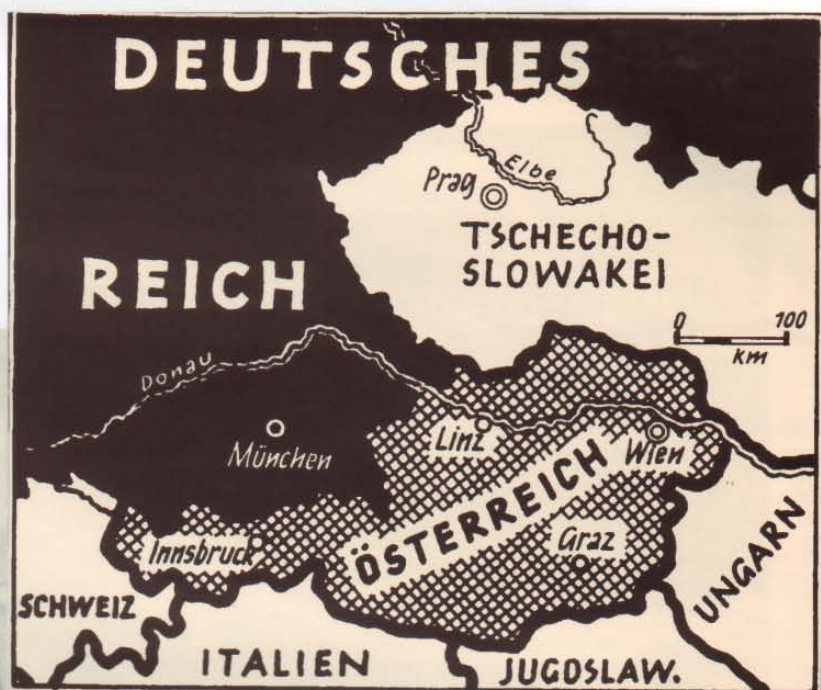 DEUTSCHES
Elbe
Prag
TSCHECHO-
SLOWAKEI
REICH
0 100
km
Donau
Linz
Wien
München
ÖSTERREICH
Innsbruck
Graz
UNGARN
SCHWEIZ
ITALIEN
JUGOSLAW.